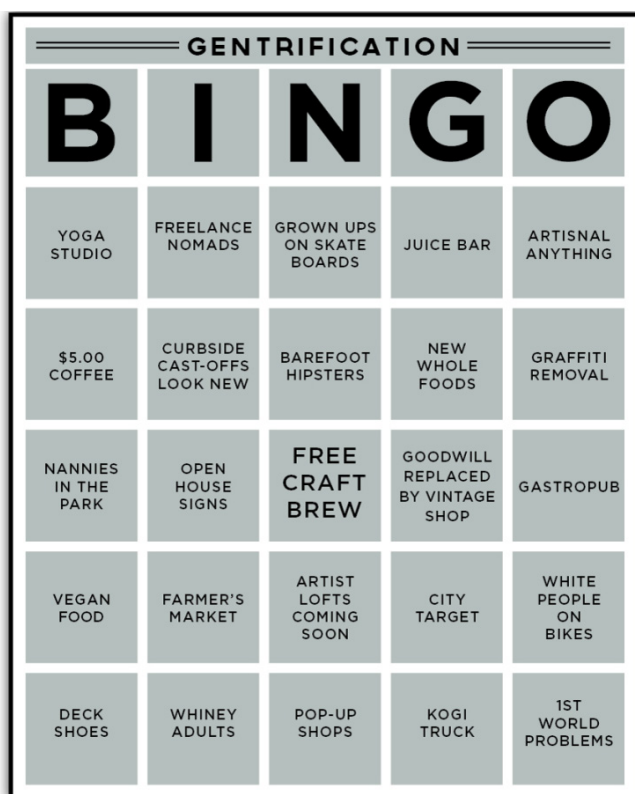 GENTRIFICATION
B I N G O
YOGA
STUDIO
FREELANCE
NOMADS
GROWN UPS
ON SKATE
BOARDS
JUICE BAR
ARTISNAL
ANYTHING
$5.00
COFFEE
CURBSIDE
CAST-OFFS
LOOK NEW
BAREFOOT
HIPSTERS
NEW
WHOLE
FOODS
GRAFFITI
REMOVAL
NANNIES
IN THE
PARK
OPEN
HOUSE
SIGNS
FREE
CRAFT
BREW
GOODWILL
REPLACED
BY VINTAGE
SHOP
GASTROPUB
VEGAN
FOOD
FARMER'S
MARKET
ARTIST
LOFTS
COMING
SOON
CITY
TARGET
WHITE
PEOPLE
ON
BIKES
DECK
SHOES
WHINEY
ADULTS
POP-UP
SHOPS
KOGI
TRUCK
1ST
WORLD
PROBLEMS